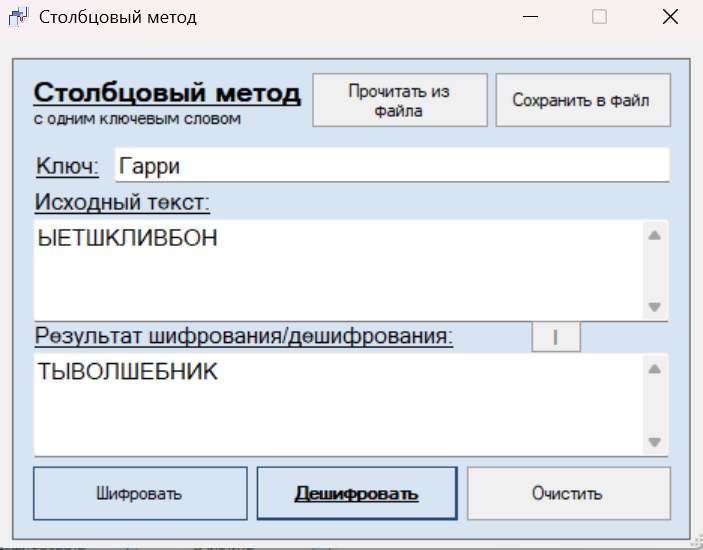 Столбцовый метод
Столбцовый метод
с одним ключевым словом
Прочитать из
файла
Сохранить в файл
Ключ:
Гарри
Исходный текст:
ЫЕТШКЛИВБОН
Результат шифрования/дешифрования:
|
ТЫВОЛШЕБНИК
Шифровать
Дешифровать
Очистить